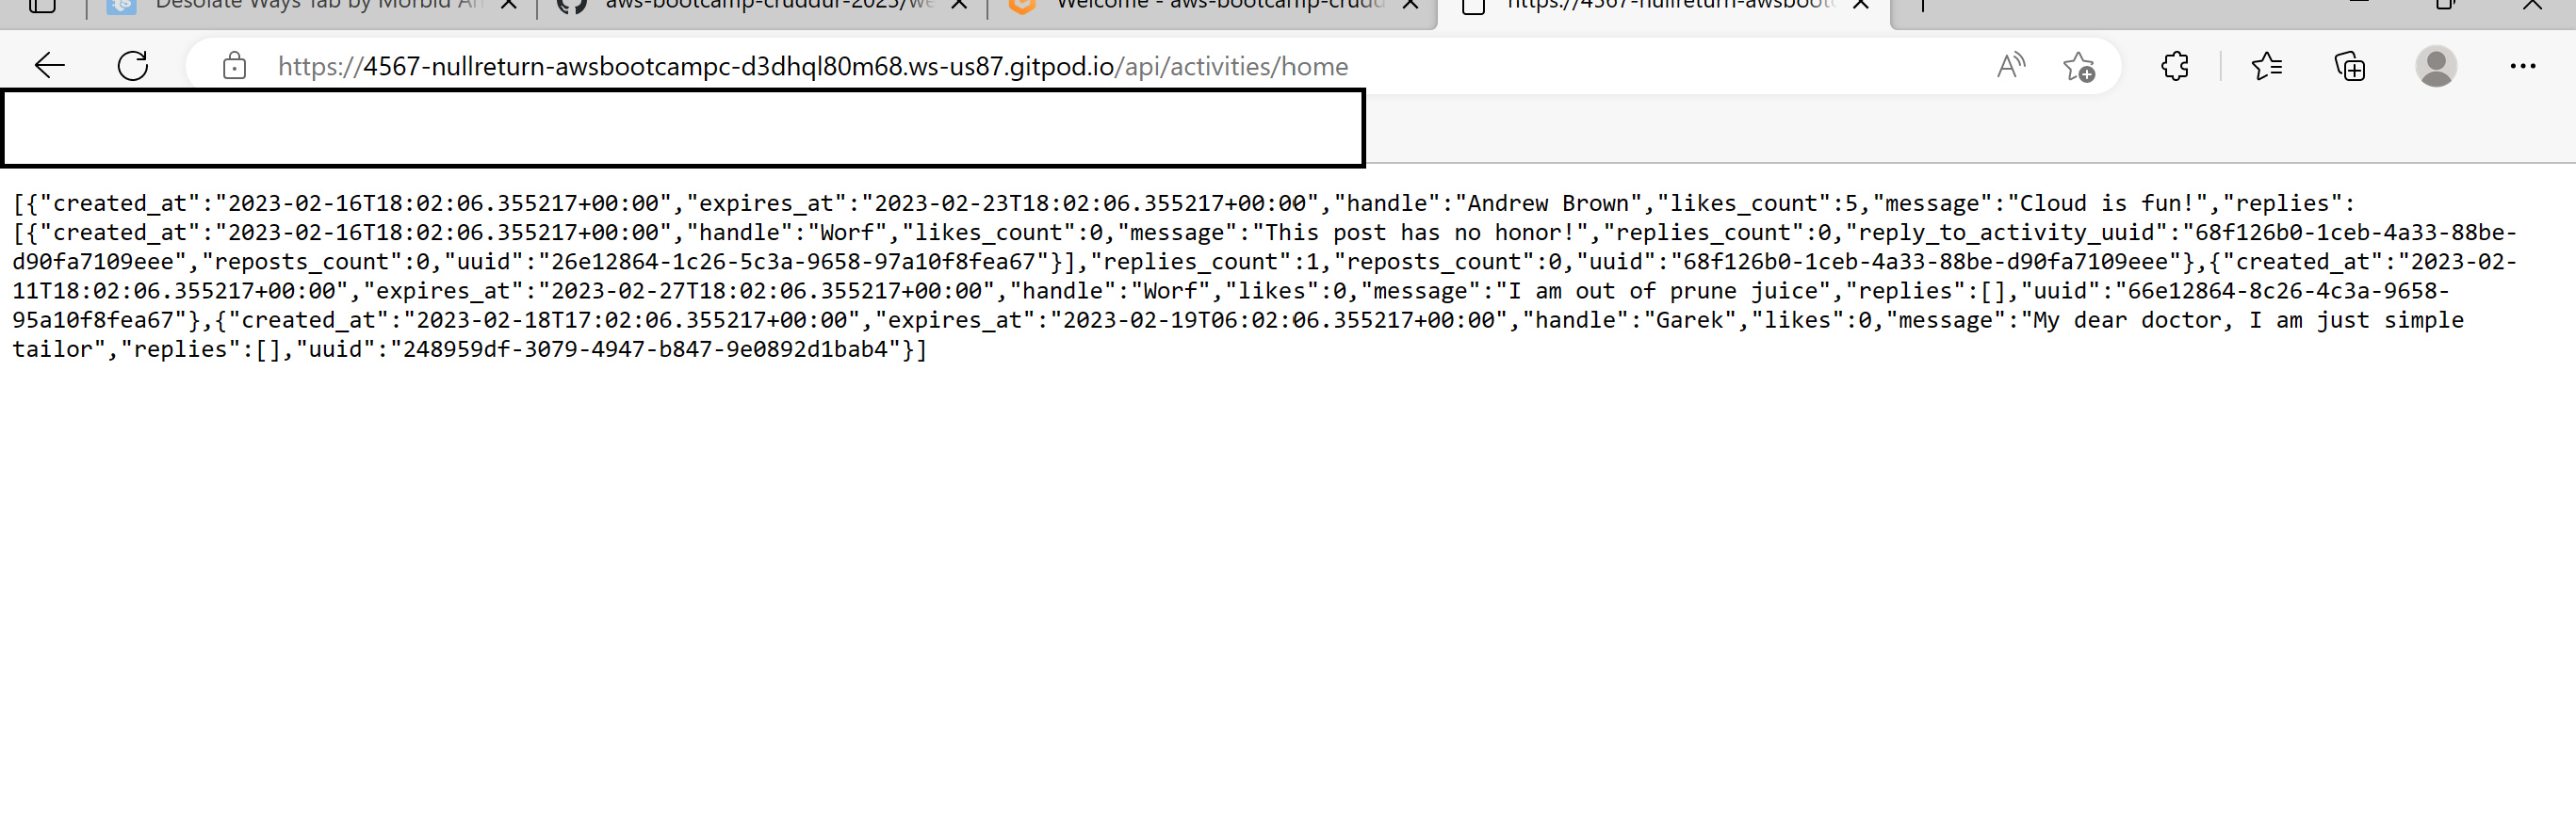 Desolate Ways Tab by Morbid An
aws-bootcamp-cruddur-2023/we
Welcome - aws-bootcamp-crudd
https://4567-nullreturn-awsbootc
https://4567-nullreturn-awsbootcampc-d3dhql80m68.ws-us87.gitpod.io/api/activities/home
[{"created_at":"2023-02-16T18:02:06.355217+00:00","expires_at":"2023-02-23T18:02:06.355217+00:00","handle":"Andrew Brown","likes_count":5,"message":"Cloud is fun!","replies":
[{"created_at":"2023-02-16T18:02:06.355217+00:00","handle":"Worf","likes_count":0,"message":"This post has no honor!","replies_count":0,"reply_to_activity_uuid":"68f126b0-1ceb-4a33-88be-
d90fa7109eee","reposts_count":0,"uuid":"26e12864-1c26-5c3a-9658-97a10f8fea67"}],"replies_count":1,"reposts_count":0,"uuid":"68f126b0-1ceb-4a33-88be-d90fa7109eee"},{"created_at":"2023-02-
11T18:02:06.355217+00:00","expires_at":"2023-02-27T18:02:06.355217+00:00","handle":"Worf","likes":0,"message":"I am out of prune juice","replies":[],"uuid":"66e12864-8c26-4c3a-9658-
95a10f8fea67"},{"created_at":"2023-02-18T17:02:06.355217+00:00","expires_at":"2023-02-19T06:02:06.355217+00:00","handle":"Garek","likes":0,"message":"My dear doctor, I am just simple
tailor","replies":[],"uuid":"248959df-3079-4947-b847-9e0892d1bab4"}]